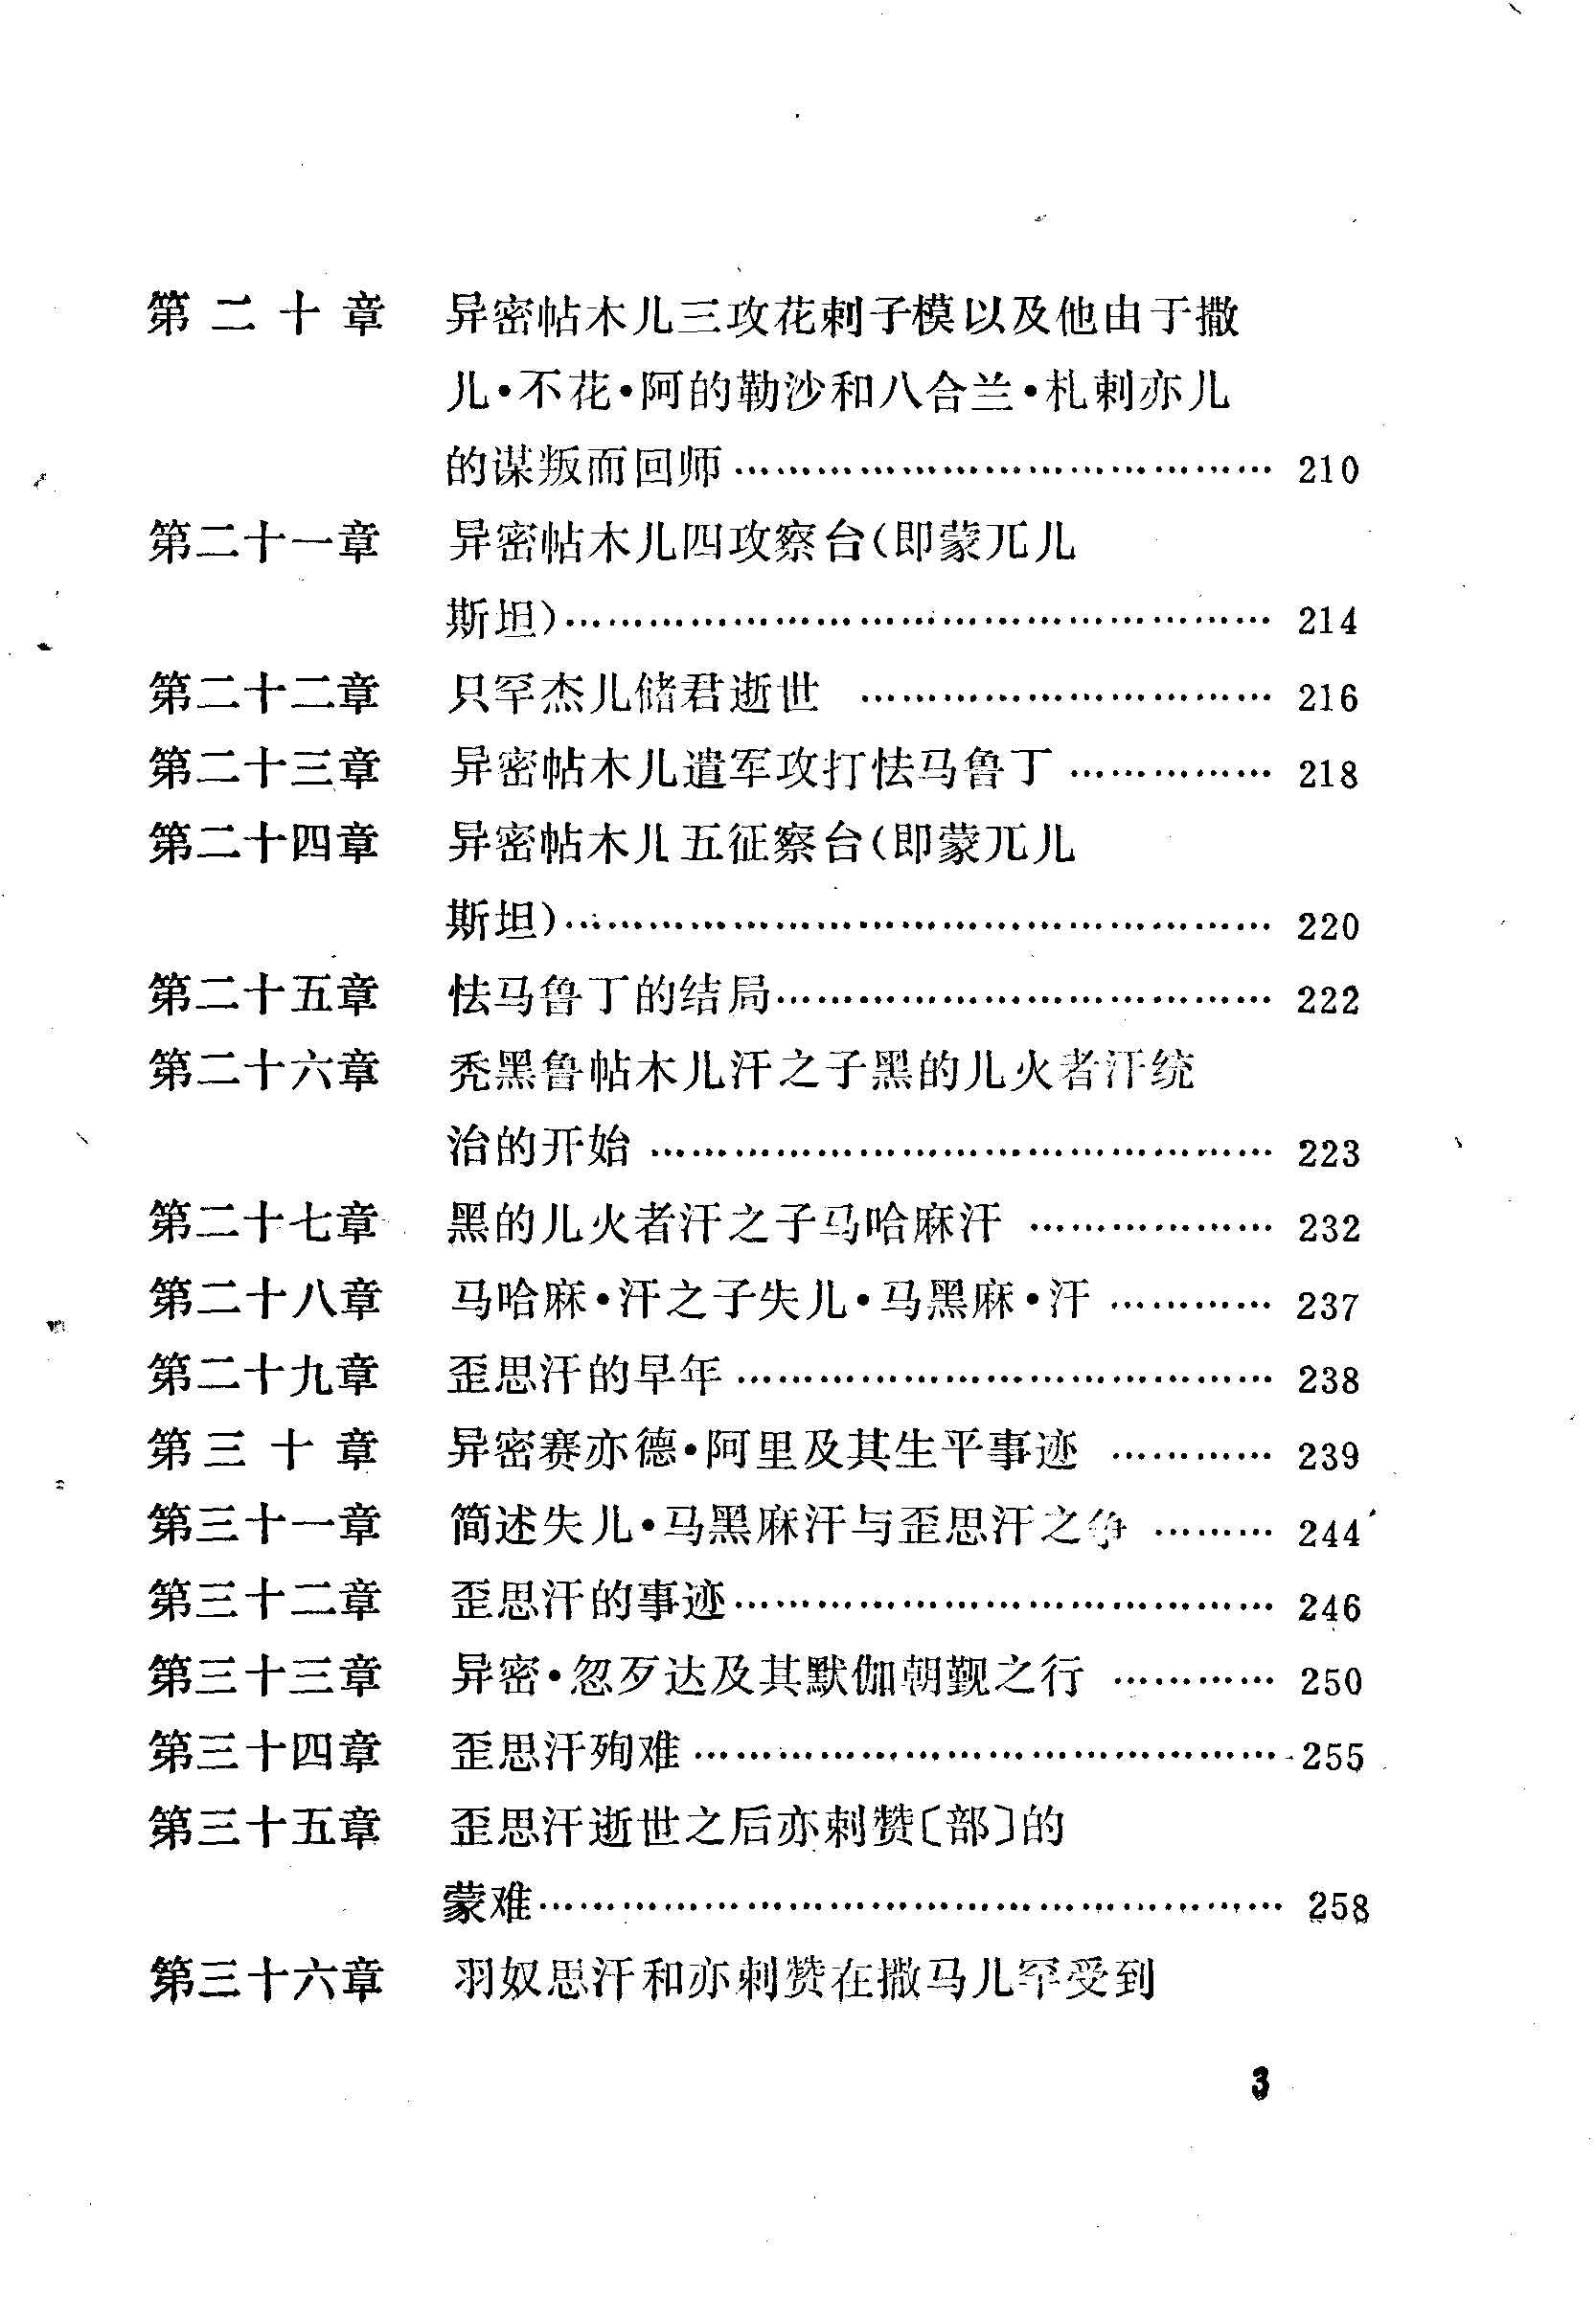 第二十章 异密帖木儿三攻花剌子模以及他由于撒
儿·不花·阿的勒沙和八合兰·札剌亦儿
的谋叛而回师…………………………………… 210
第二十一章 异密帖木儿四攻察台(即蒙兀儿
斯坦)……………………………………………… 214
第二十二章 只罕杰儿储君逝世 ………………………… 216
第二十三章 异密帖木儿遣军攻打怯马鲁丁 …………… 218
第二十四章 异密帖木儿五征察台(即蒙兀儿
斯坦)……………………………………………… 220
第二十五章 怯马鲁丁的结局……………………………… 222
第二十六章 秃黑鲁帖木儿汗之子黑的儿火者汗统
治的开始 ………………………………………… 223
第二十七章 黑的儿火者汗之子马哈麻汗 ……………… 232
第二十八章 马哈麻·汗之子失儿·马黑麻·汗 ………… 237
第二十九章 歪思汗的早年 ……………………………… 238
第三十章 异密赛亦德·阿里及其生平事迹 ………… 239
第三十一章 简述失儿·马黑麻汗与歪思汗之争 ……… 244
第三十二章 歪思汗的事迹………………………………… 246
第三十三章 异密·忽歹达及其默伽朝觐之行 ………… 250
第三十四章 歪思汗殉难 …………………………………… 255
第三十五章 歪思汗逝世之后亦剌赞〔部〕的
蒙难………………………………………………… 258
第三十六章 羽奴思汗和亦剌赞在撒马儿罕受到
3